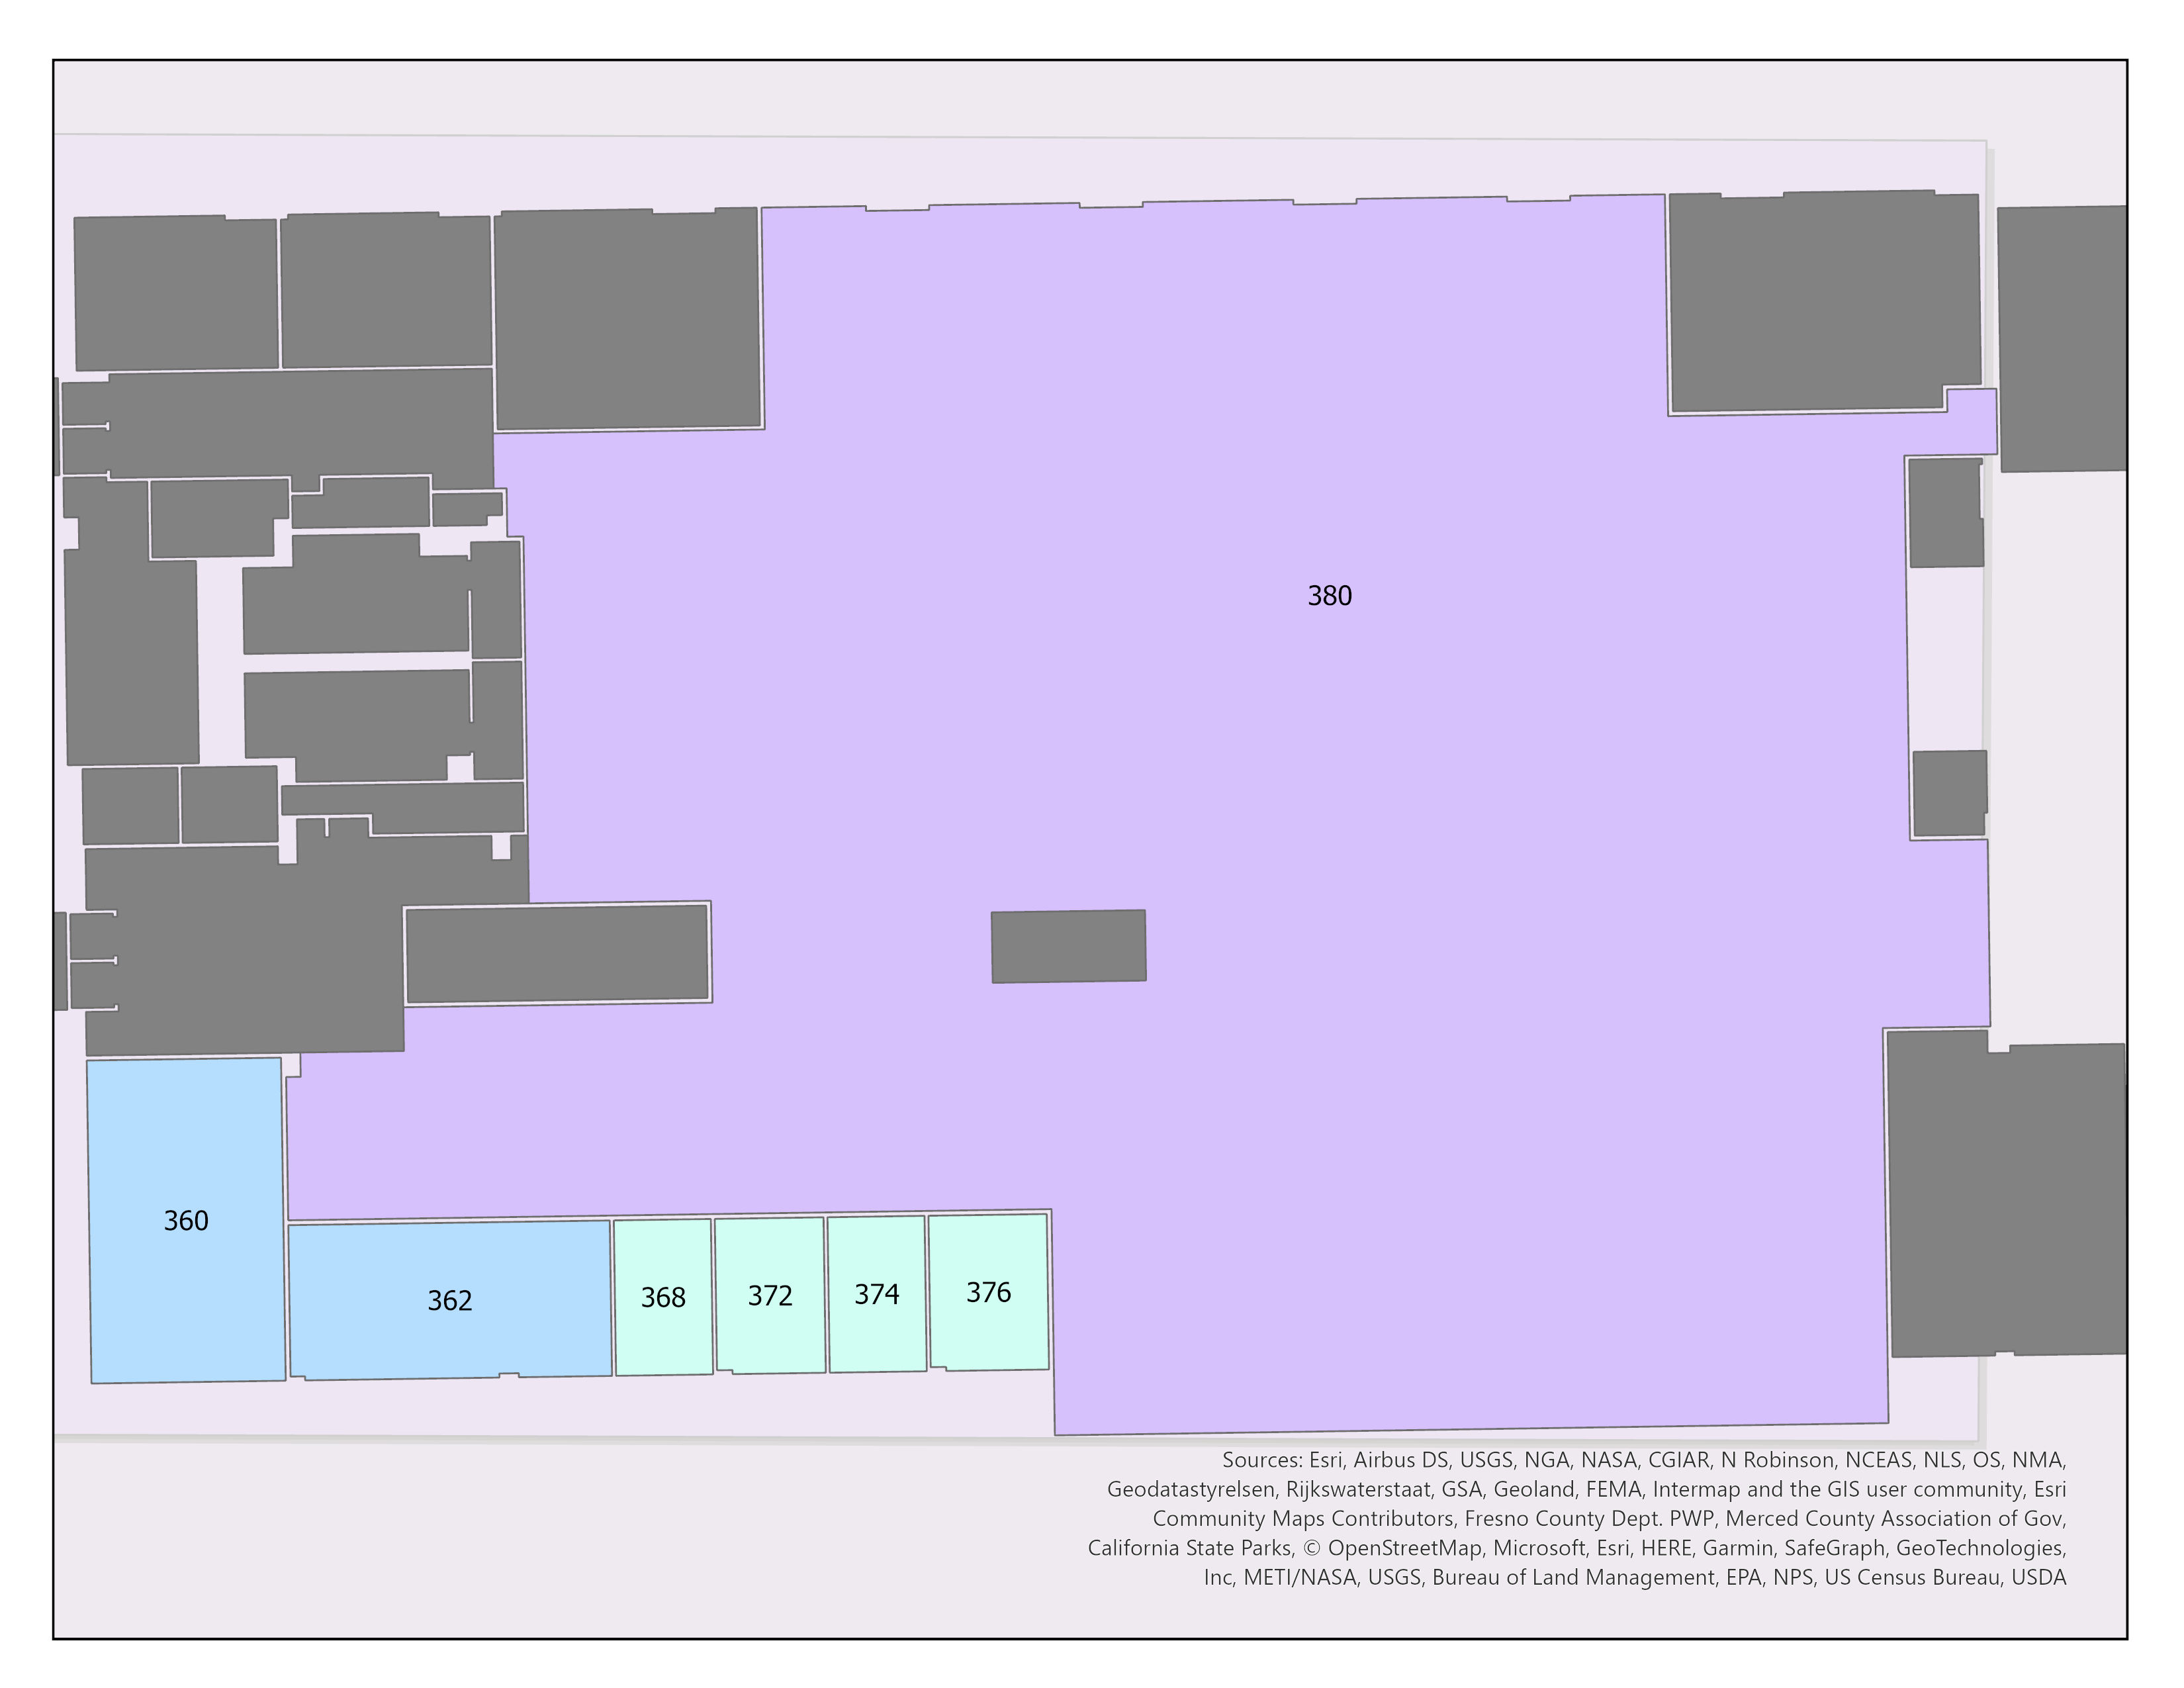 380
360
362
368
372
374
376
Sources: Esri, Airbus DS, USGS, NGA, NASA, CGIAR, N Robinson, NCEAS, NLS, OS, NMA,
Geodatastyrelsen, Rijkswaterstaat, GSA, Geoland, FEMA, Intermap and the GIS user community, Esri
Community Maps Contributors, Fresno County Dept. PWP, Merced County Association of Gov,
California State Parks, © OpenStreetMap, Microsoft, Esri, HERE, Garmin, SafeGraph, GeoTechnologies,
Inc, METI/NASA, USGS, Bureau of Land Management, EPA, NPS, US Census Bureau, USDA